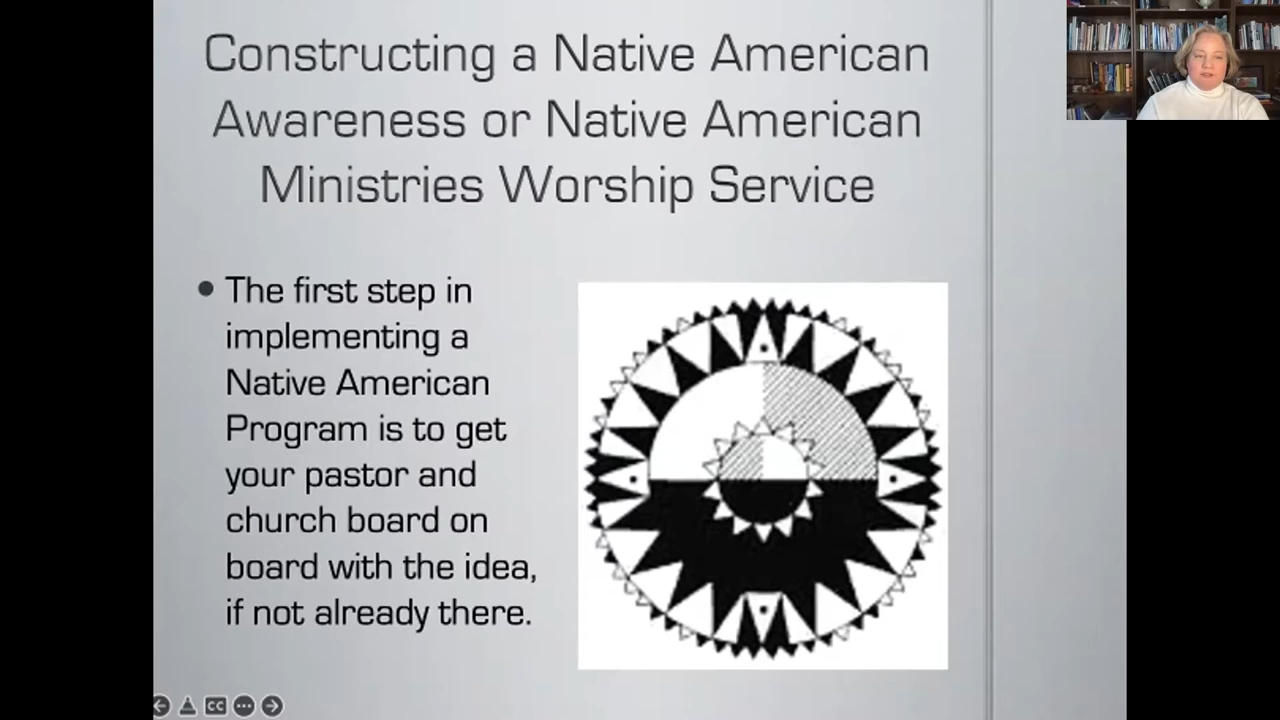 Constructing a Native American
Awareness or Native American
Ministries Worship Service
• The first step in
implementing a
Native American
Program is to get
your pastor and
church board on
board with the idea,
if not already there.
CC